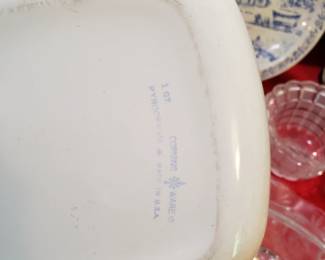 1 QT.
CORNING
WARE ®
PYROCERAM ®
MADE IN U.S.A.